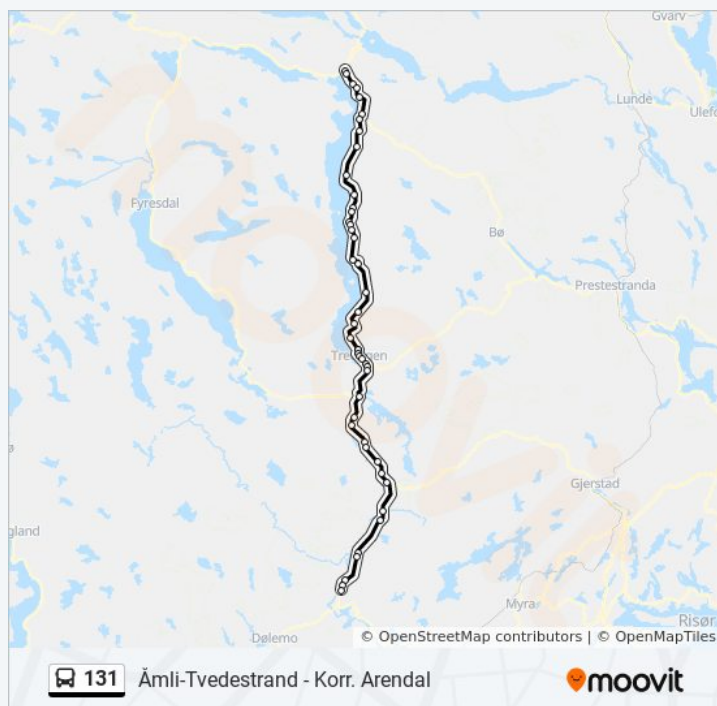 Gvarv
Lunde
Ulefo
Fyresdal
Bø
Prestestranda
Treungen
Gjerstad
gland
Myra
Risør
Dølemo
© OpenStreetMap contributors | © OpenMapTiles
131 Åmli-Tvedestrand - Korr. Arendal
moovit
moovit